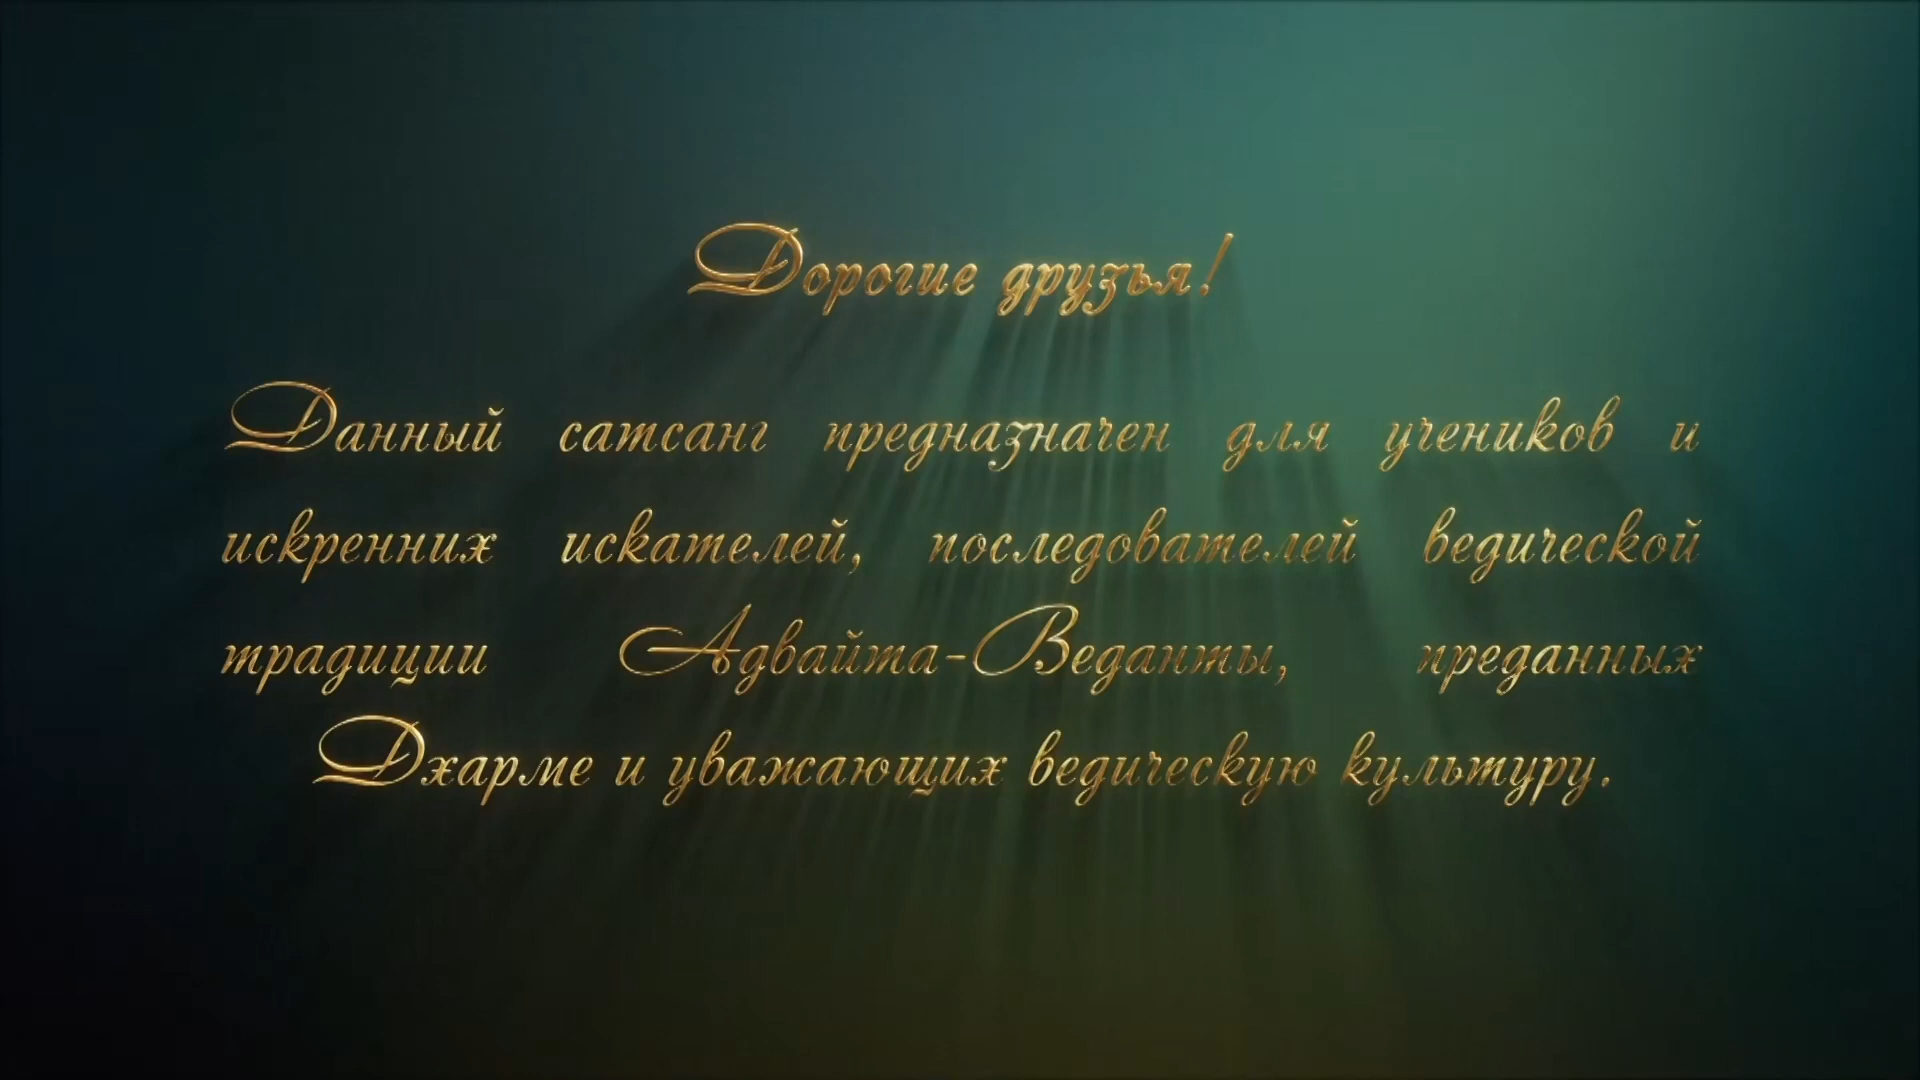 Дорогие друзья!
Данный сатсанг предназначен для учеников и
искренних искателей, последователей ведической
традиции Адвайта-Веданты, преданных
Дхарме и уважающих ведическую культуру.